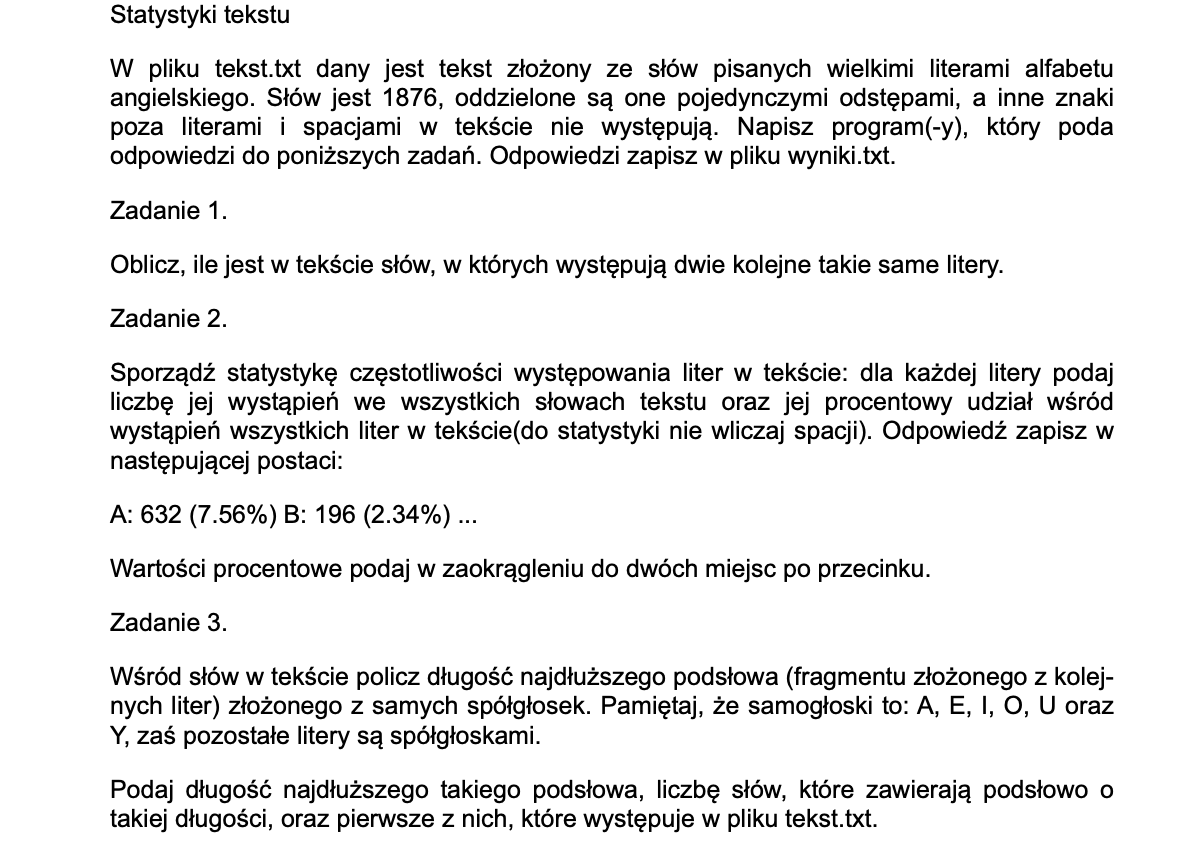 Statystyki tekstu
W pliku tekst.txt dany jest tekst złożony ze słów pisanych wielkimi literami alfabetu
angielskiego. Słów jest 1876, oddzielone są one pojedynczymi odstępami, a inne znaki
poza literami i spacjami w tekście nie występują. Napisz program(-y), który poda
odpowiedzi do poniższych zadań. Odpowiedzi zapisz w pliku wyniki.txt.
Zadanie 1.
Oblicz, ile jest w tekście słów, w których występują dwie kolejne takie same litery.
Zadanie 2.
Sporządź statystykę częstotliwości występowania liter w tekście: dla każdej litery podaj
liczbę jej wystąpień we wszystkich słowach tekstu oraz jej procentowy udział wśród
wystąpień wszystkich liter w tekście(do statystyki nie wliczaj spacji). Odpowiedź zapisz w
następującej postaci:
A: 632 (7.56%) B: 196 (2.34%) ...
Wartości procentowe podaj w zaokrągleniu do dwóch miejsc po przecinku.
Zadanie 3.
Wśród słów w tekście policz długość najdłuższego podsłowa (fragmentu złożonego z kolej-
nych liter) złożonego z samych spółgłosek. Pamiętaj, że samogłoski to: A, E, I, O, U oraz
Y, zaś pozostałe litery są spółgłoskami.
Podaj długość najdłuższego takiego podsłowa, liczbę słów, które zawierają podsłowo o
takiej długości, oraz pierwsze z nich, które występuje w pliku tekst.txt.